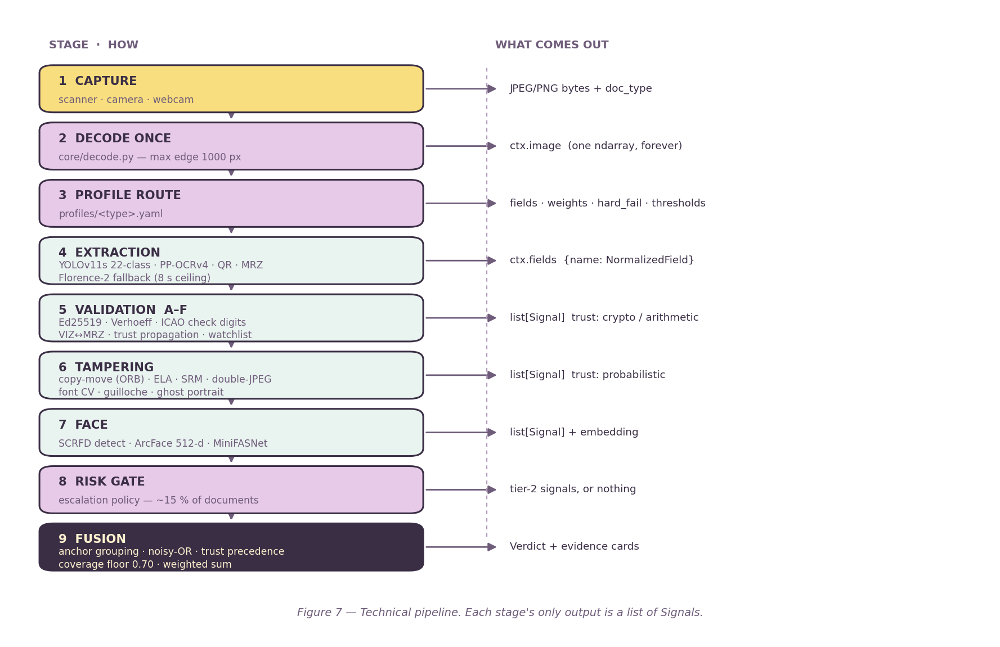 STAGE · HOW
WHAT COMES OUT
1 CAPTURE
scanner · camera · webcam
JPEG/PNG bytes + doc_type
2 DECODE ONCE
core/decode.py — max edge 1000 px
ctx.image (one ndarray, forever)
3 PROFILE ROUTE
profiles/<type>.yaml
fields · weights · hard_fail · thresholds
4 EXTRACTION
YOLOv11s 22-class · PP-OCRv4 · QR · MRZ
Florence-2 fallback (8 s ceiling)
ctx.fields {name: NormalizedField}
5 VALIDATION A–F
Ed25519 · Verhoeff · ICAO check digits
VIZ↔MRZ · trust propagation · watchlist
list[Signal] trust: crypto / arithmetic
6 TAMPERING
copy-move (ORB) · ELA · SRM · double-JPEG
font CV · guilloche · ghost portrait
list[Signal] trust: probabilistic
7 FACE
SCRFD detect · ArcFace 512-d · MiniFASNet
list[Signal] + embedding
8 RISK GATE
escalation policy — ~15 % of documents
tier-2 signals, or nothing
9 FUSION
anchor grouping · noisy-OR · trust precedence
coverage floor 0.70 · weighted sum
Verdict + evidence cards
Figure 7 — Technical pipeline. Each stage's only output is a list of Signals.